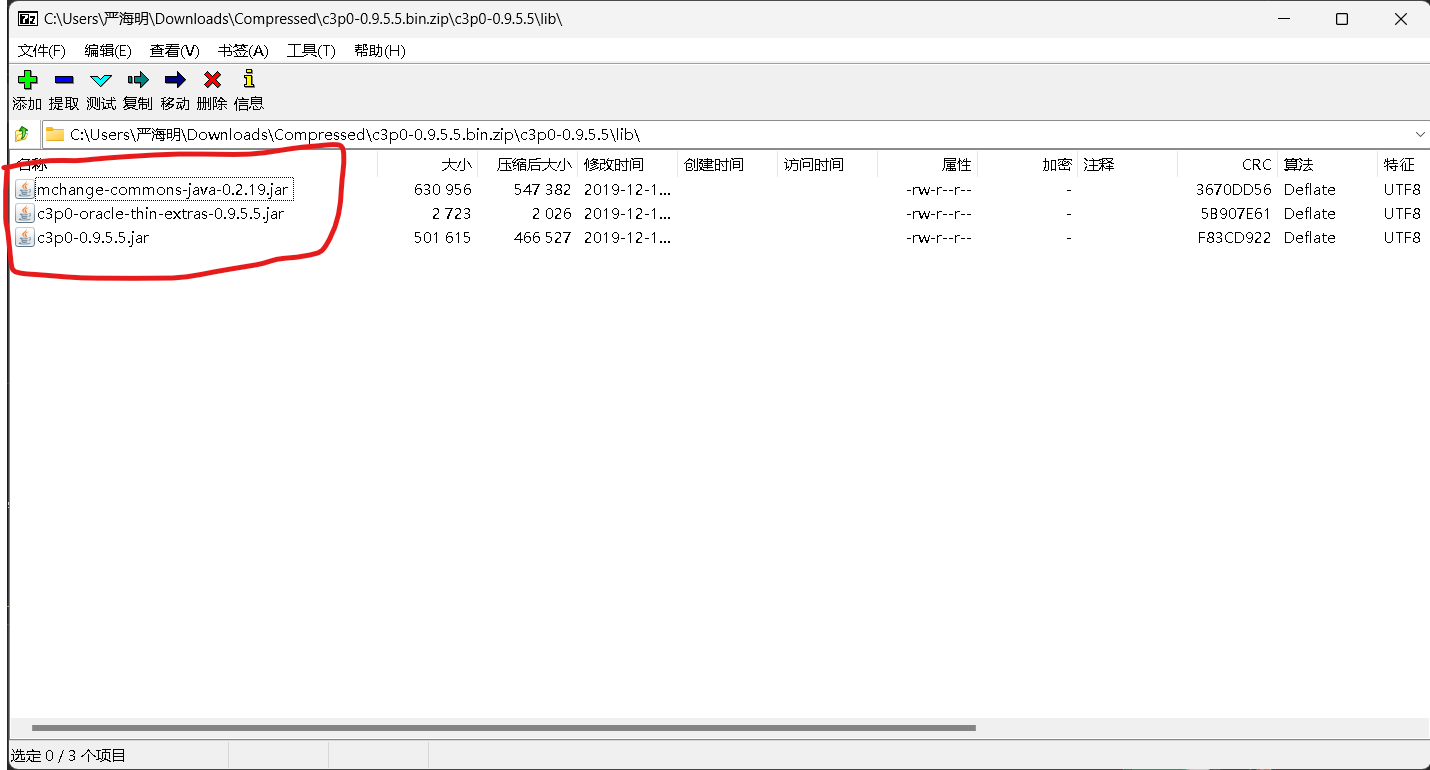 C:\Users\严海明\Downloads\Compressed\c3p0-0.9.5.5.bin.zip\c3p0-0.9.5.5\lib\
文件(F) 编辑(E) 查看(V) 书签(A) 工具(T) 帮助(H)
添加 提取 测试 复制 移动 删除 信息
C:\Users\严海明\Downloads\Compressed\c3p0-0.9.5.5.bin.zip\c3p0-0.9.5.5\lib\
名称 大小 压缩后大小 修改时间 创建时间 访问时间 属性 加密 注释 CRC 算法 特征
mchange-commons-java-0.2.19.jar 630 956 547 382 2019-12-1... -rw-r--r-- - 3670DD56 Deflate UTF8
c3p0-oracle-thin-extras-0.9.5.5.jar 2 723 2 026 2019-12-1... -rw-r--r-- - 5B907E61 Deflate UTF8
c3p0-0.9.5.5.jar 501 615 466 527 2019-12-1... -rw-r--r-- - F83CD922 Deflate UTF8
选定 0 / 3 个项目